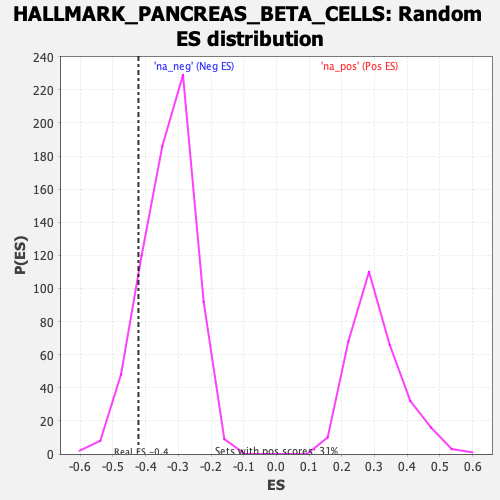 HALLMARK_PANCREAS_BETA_CELLS: Random
ES distribution
'na_neg' (Neg ES)
'na_pos' (Pos ES)
240
220
200
180
160
140
120
100
80
60
40
20
0
P(ES)
Real ES -0.4
Sets with pos scores: 31%
-0.6 -0.5 -0.4 -0.3 -0.2 -0.1 0.0 0.1 0.2 0.3 0.4 0.5 0.6
ES